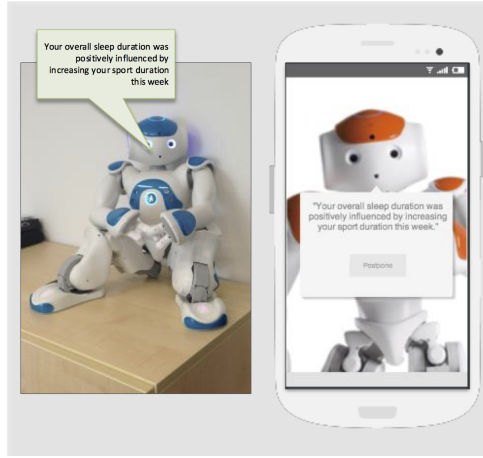 Your overall sleep duration was
positively influenced by
increasing your sport duration
this week
"Your overall sleep duration was
positively influenced by increasing
your sport duration this week."
Postpone